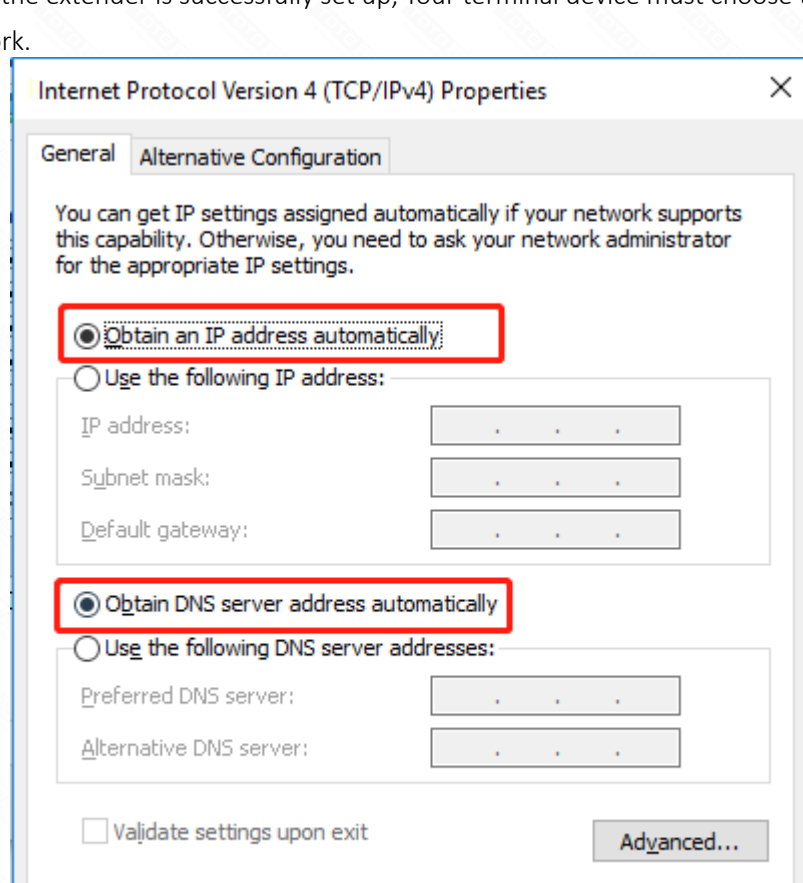 the extender is successfully set up, Your terminal device must choose
rk.
Internet Protocol Version 4 (TCP/IPv4) Properties
General
Alternative Configuration
You can get IP settings assigned automatically if your network supports
this capability. Otherwise, you need to ask your network administrator
for the appropriate IP settings.
Obtain an IP address automatically
Use the following IP address:
IP address:
Subnet mask:
Default gateway:
Obtain DNS server address automatically
Use the following DNS server addresses:
Preferred DNS server:
Alternative DNS server:
Validate settings upon exit
Advanced...